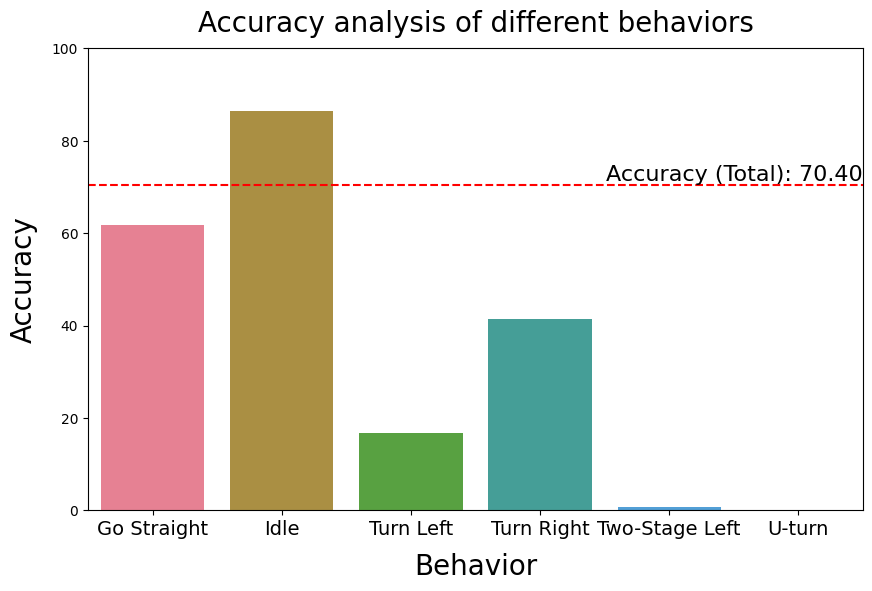 Accuracy analysis of different behaviors
100
80
60
40
20
0
Accuracy
Accuracy (Total): 70.40
Go Straight
Idle
Turn Left
Turn Right
Two-Stage Left
U-turn
Behavior